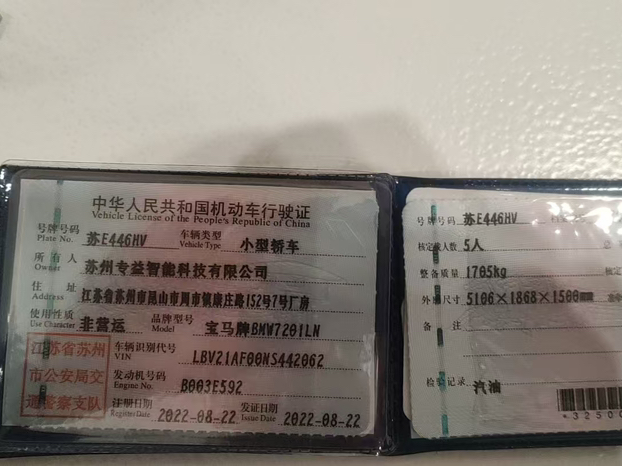 中华人民共和国机动车行驶证
Vehicle License of the People's Republic of China
号牌号码 Plate No. 苏E446HV 车辆类型 Vehicle Type 小型轿车
所有人 Owner 苏州专益智能科技有限公司
住址 Address 江苏省苏州市昆山市周市镇康庄路152号7号厂房
使用性质 Use Character 非营运 品牌型号 Model 宝马牌BMW7201LN
江苏省苏州
市公安局交
通警察支队
车辆识别代号 VIN LBV21AF00NS442062
发动机号码 Engine No. B003E592
注册日期 Register Date 2022-08-22 发证日期 Issue Date 2022-08-22
号牌号码 苏E446HV
核定载人数 5人
整备质量 1705kg
外廓尺寸 5106×1868×1500mm
备注
检验记录 汽油